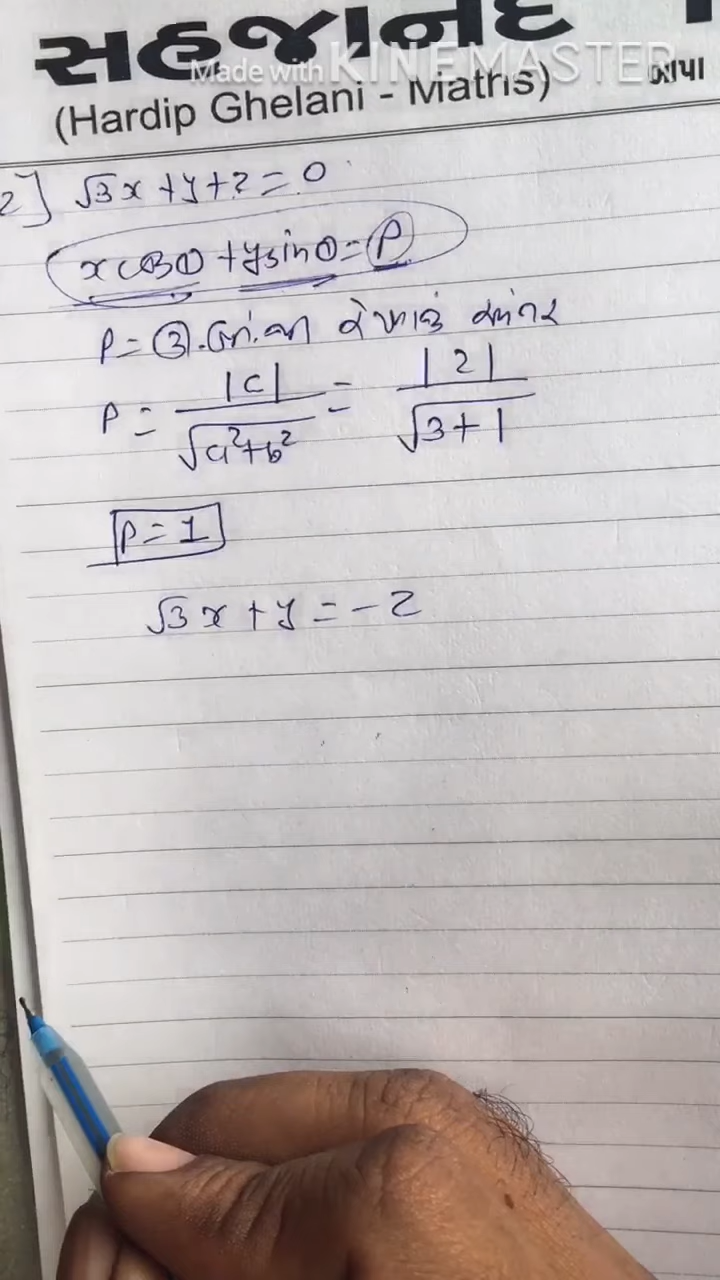 સહજાનંદ
Made with KINEMASTER
(Hardip Ghelani - Maths)
2] √3x + y + 2 = 0
x cosθ + y sinθ = P
P = ઊ.બિં.થી રેખાનું અંતર
P = |c| / √(a² + b²) = |2| / √(3 + 1)
P = 1
√3x + y = -2